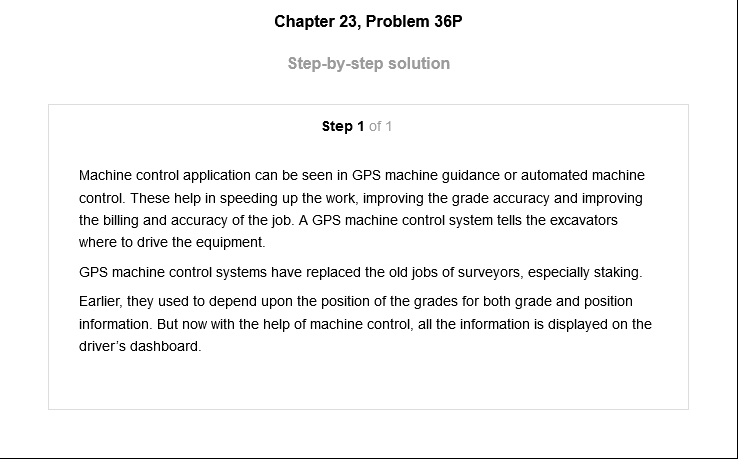 Chapter 23, Problem 36P
Step-by-step solution
Step 1 of 1
Machine control application can be seen in GPS machine guidance or automated machine
control. These help in speeding up the work, improving the grade accuracy and improving
the billing and accuracy of the job. A GPS machine control system tells the excavators
where to drive the equipment.
GPS machine control systems have replaced the old jobs of surveyors, especially staking.
Earlier, they used to depend upon the position of the grades for both grade and position
information. But now with the help of machine control, all the information is displayed on the
driver’s dashboard.